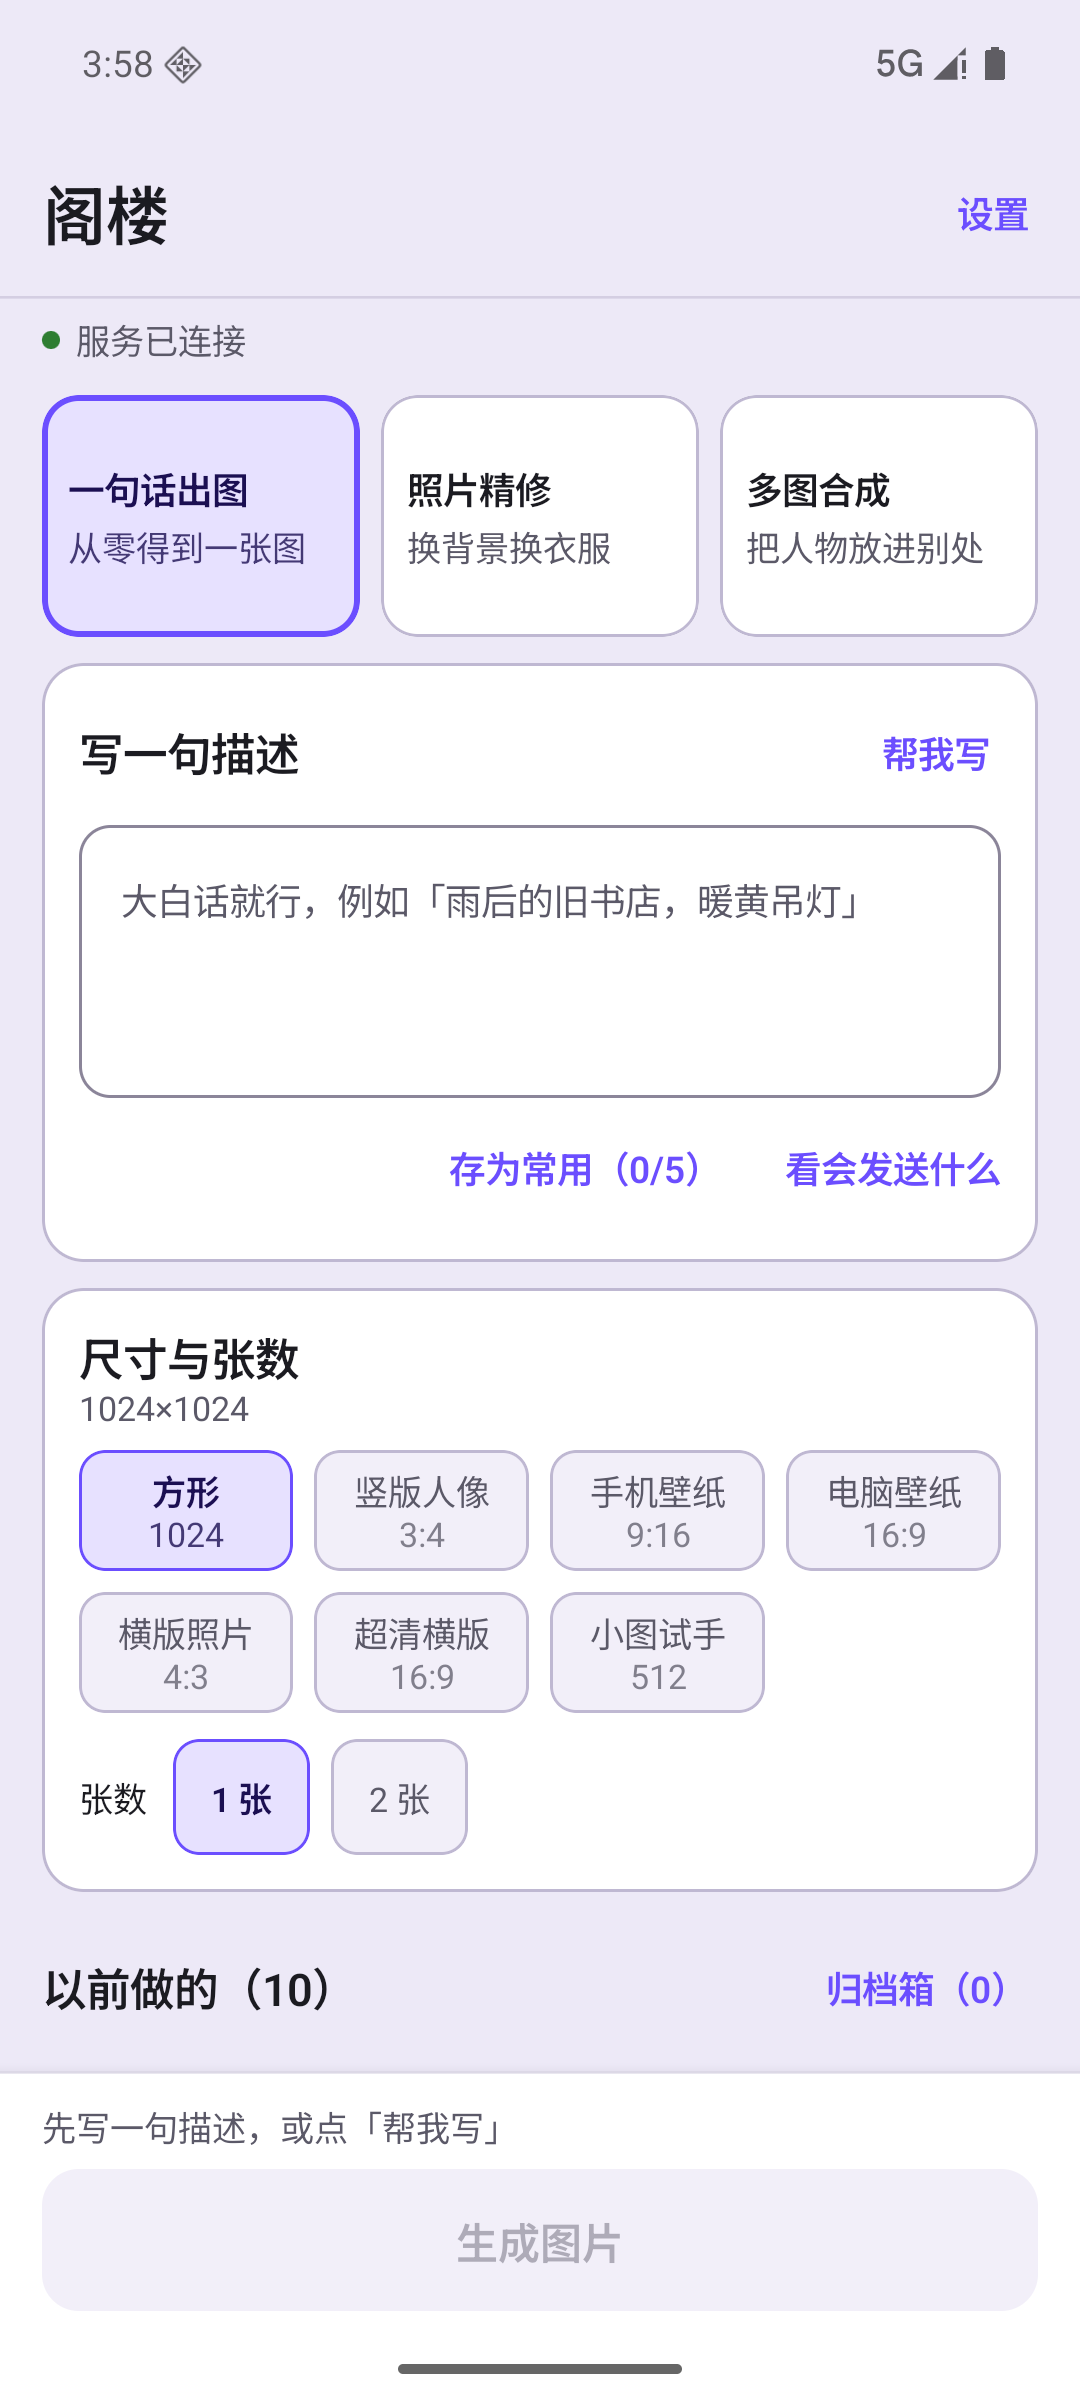 3:58 5G
阁楼 设置
服务已连接
一句话出图 照片精修 多图合成
从零得到一张图 换背景换衣服 把人物放进别处
写一句描述 帮我写
大白话就行，例如「雨后的旧书店，暖黄吊灯」
存为常用（0/5） 看会发送什么
尺寸与张数
1024×1024
方形 竖版人像 手机壁纸 电脑壁纸
1024 3:4 9:16 16:9
横版照片 超清横版 小图试手
4:3 16:9 512
张数 1 张 2 张
以前做的（10） 归档箱（0）
先写一句描述，或点「帮我写」
生成图片